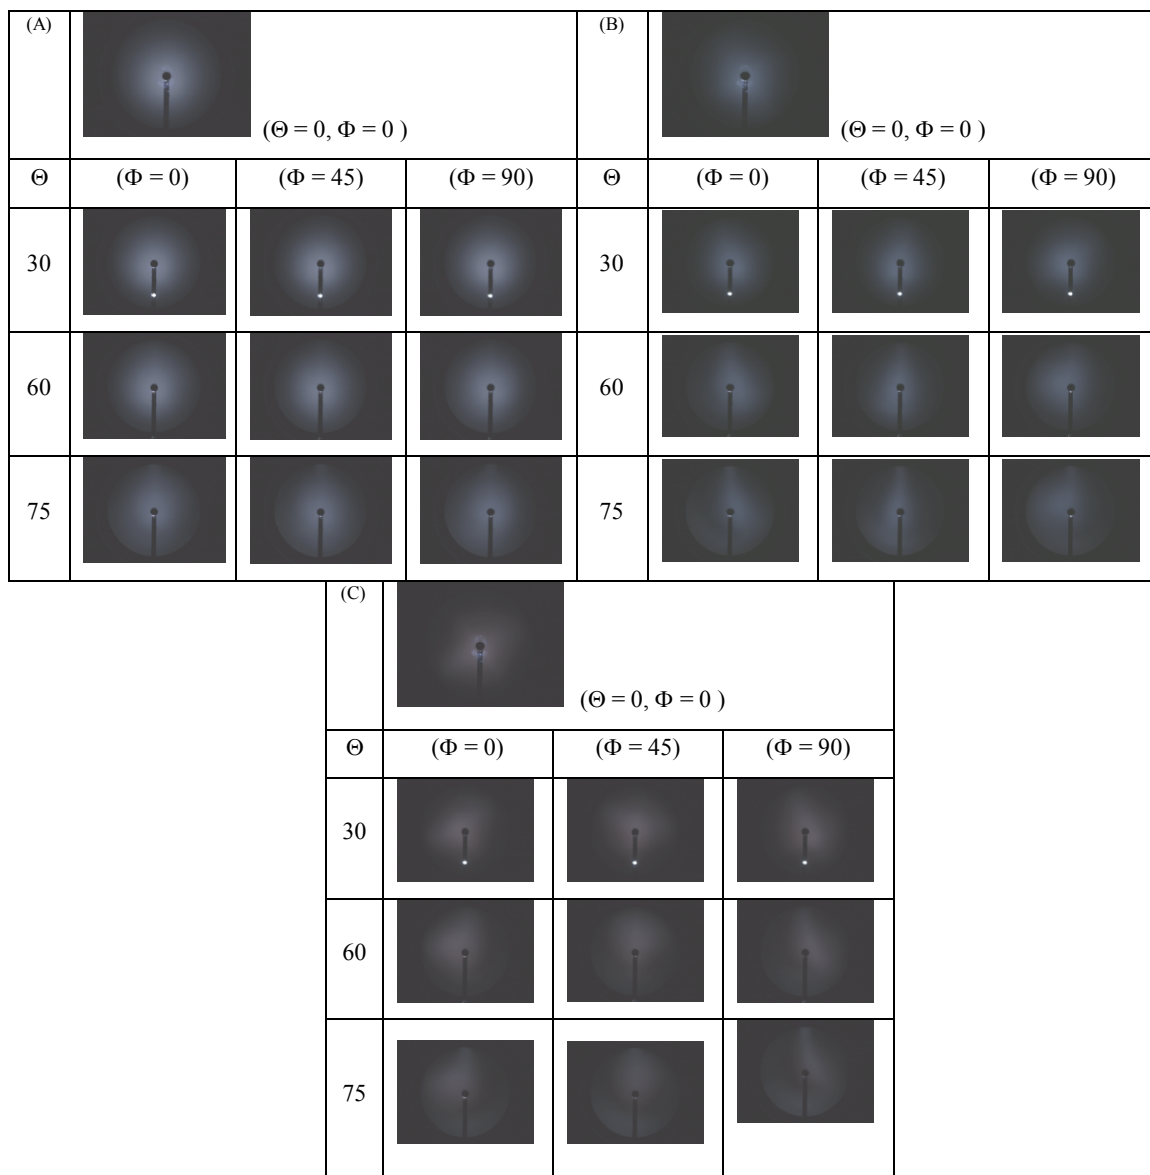 (A) (B)
(Θ = 0, Φ = 0 ) (Θ = 0, Φ = 0 )
Θ (Φ = 0) (Φ = 45) (Φ = 90) Θ (Φ = 0) (Φ = 45) (Φ = 90)
30 30
60 60
75 75
(C)
(Θ = 0, Φ = 0 )
Θ (Φ = 0) (Φ = 45) (Φ = 90)
30
60
75